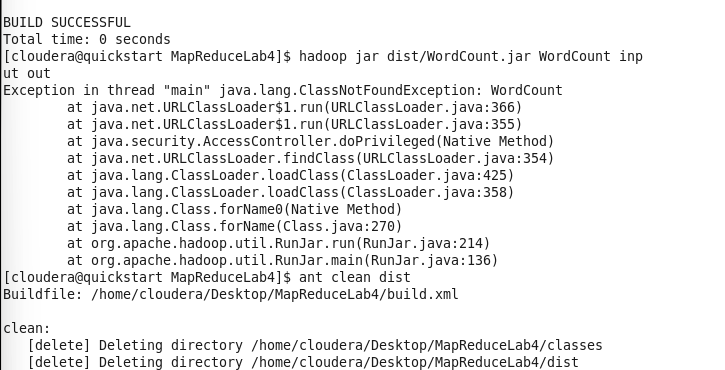 BUILD SUCCESSFUL
Total time: 0 seconds
[cloudera@quickstart MapReduceLab4]$ hadoop jar dist/WordCount.jar WordCount inp
ut out
Exception in thread "main" java.lang.ClassNotFoundException: WordCount
        at java.net.URLClassLoader$1.run(URLClassLoader.java:366)
        at java.net.URLClassLoader$1.run(URLClassLoader.java:355)
        at java.security.AccessController.doPrivileged(Native Method)
        at java.net.URLClassLoader.findClass(URLClassLoader.java:354)
        at java.lang.ClassLoader.loadClass(ClassLoader.java:425)
        at java.lang.ClassLoader.loadClass(ClassLoader.java:358)
        at java.lang.Class.forName0(Native Method)
        at java.lang.Class.forName(Class.java:270)
        at org.apache.hadoop.util.RunJar.run(RunJar.java:214)
        at org.apache.hadoop.util.RunJar.main(RunJar.java:136)
[cloudera@quickstart MapReduceLab4]$ ant clean dist
Buildfile: /home/cloudera/Desktop/MapReduceLab4/build.xml

clean:
   [delete] Deleting directory /home/cloudera/Desktop/MapReduceLab4/classes
   [delete] Deleting directory /home/cloudera/Desktop/MapReduceLab4/dist